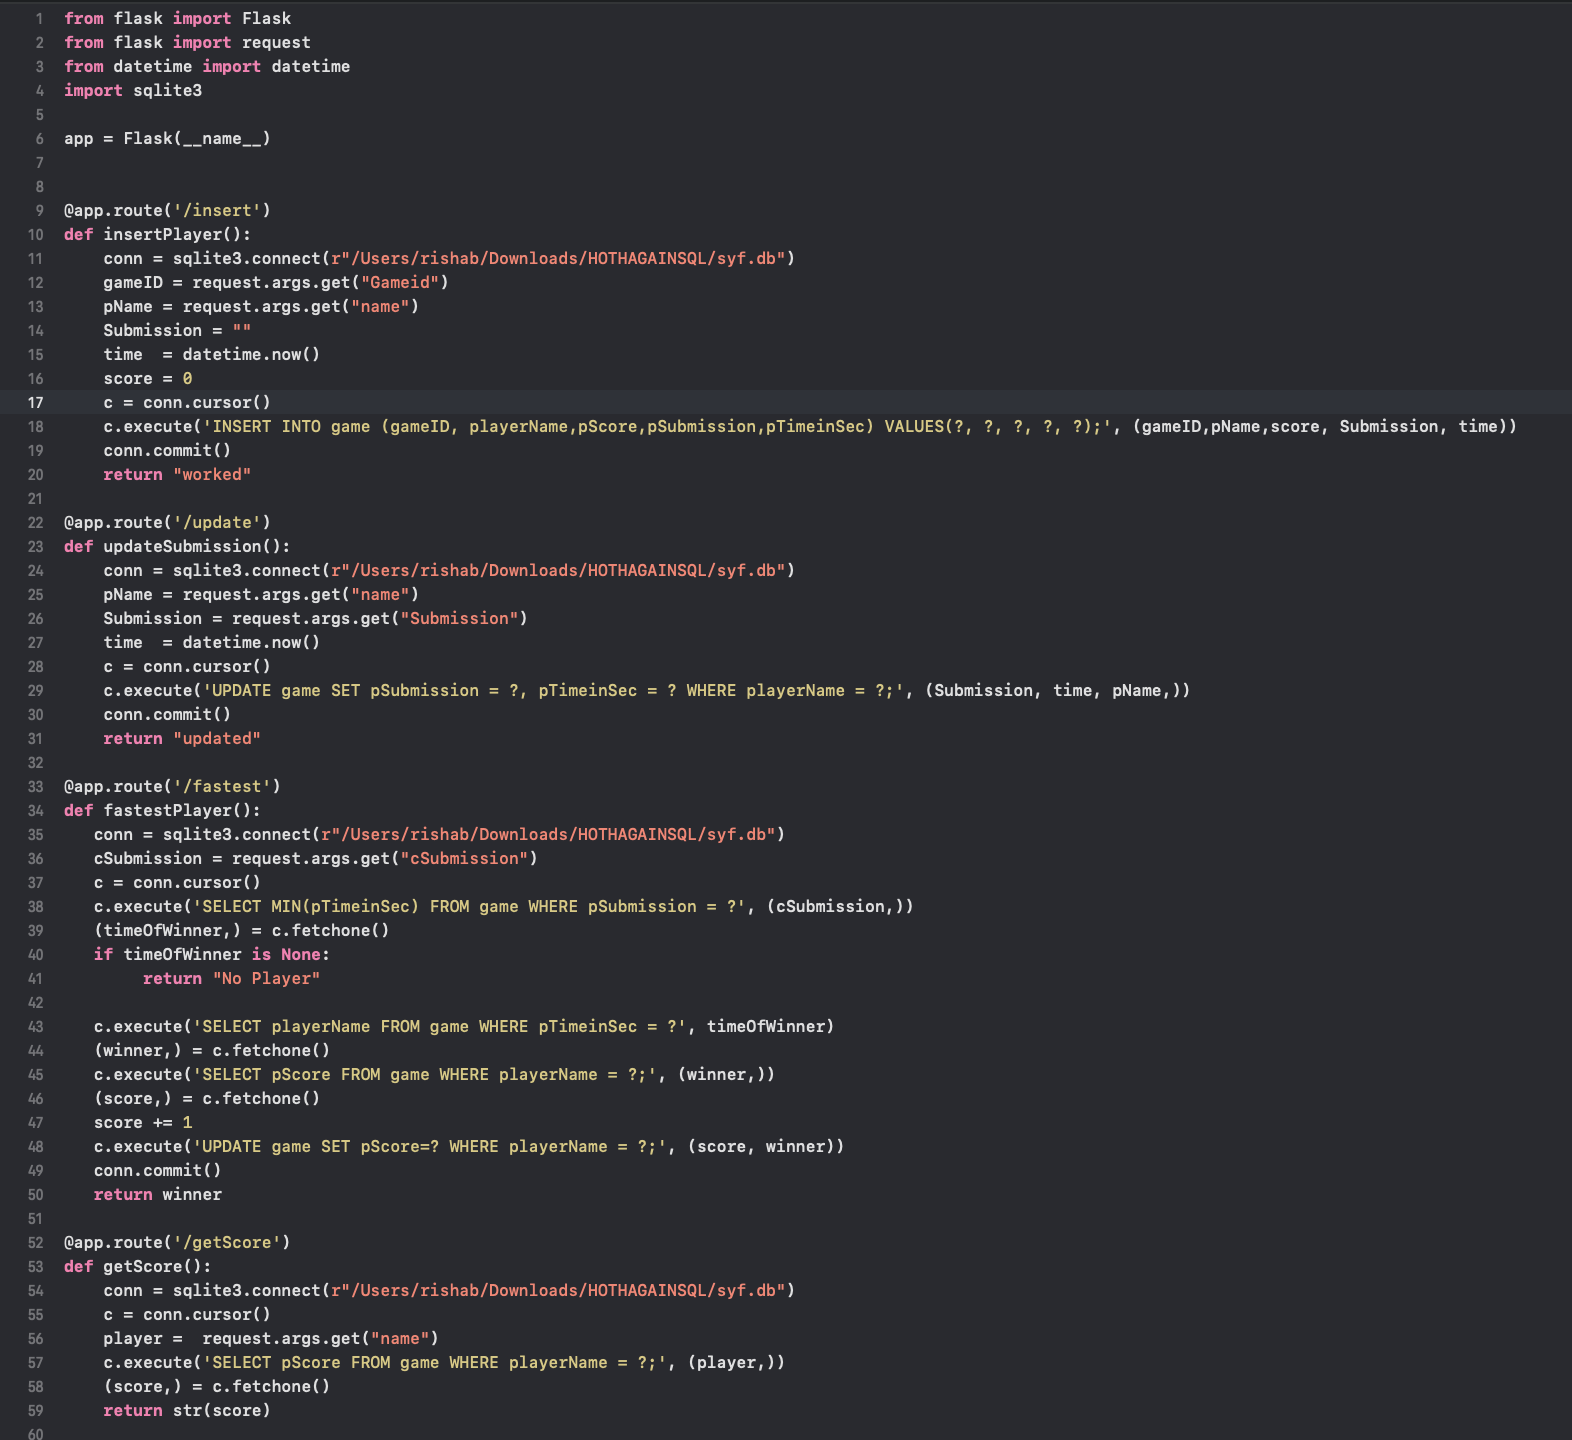 1 from flask import Flask
2 from flask import request
3 from datetime import datetime
4 import sqlite3
5
6 app = Flask(__name__)
7
8
9 @app.route('/insert')
10 def insertPlayer():
11     conn = sqlite3.connect(r"/Users/rishab/Downloads/HOTHAGAINSQL/syf.db")
12     gameID = request.args.get("Gameid")
13     pName = request.args.get("name")
14     Submission = ""
15     time  = datetime.now()
16     score = 0
17     c = conn.cursor()
18     c.execute('INSERT INTO game (gameID, playerName,pScore,pSubmission,pTimeinSec) VALUES(?, ?, ?, ?, ?);', (gameID,pName,score, Submission, time))
19     conn.commit()
20     return "worked"
21
22 @app.route('/update')
23 def updateSubmission():
24     conn = sqlite3.connect(r"/Users/rishab/Downloads/HOTHAGAINSQL/syf.db")
25     pName = request.args.get("name")
26     Submission = request.args.get("Submission")
27     time  = datetime.now()
28     c = conn.cursor()
29     c.execute('UPDATE game SET pSubmission = ?, pTimeinSec = ? WHERE playerName = ?;', (Submission, time, pName,))
30     conn.commit()
31     return "updated"
32
33 @app.route('/fastest')
34 def fastestPlayer():
35    conn = sqlite3.connect(r"/Users/rishab/Downloads/HOTHAGAINSQL/syf.db")
36    cSubmission = request.args.get("cSubmission")
37    c = conn.cursor()
38    c.execute('SELECT MIN(pTimeinSec) FROM game WHERE pSubmission = ?', (cSubmission,))
39    (timeOfWinner,) = c.fetchone()
40    if timeOfWinner is None:
41         return "No Player"
42
43    c.execute('SELECT playerName FROM game WHERE pTimeinSec = ?', timeOfWinner)
44    (winner,) = c.fetchone()
45    c.execute('SELECT pScore FROM game WHERE playerName = ?;', (winner,))
46    (score,) = c.fetchone()
47    score += 1
48    c.execute('UPDATE game SET pScore=? WHERE playerName = ?;', (score, winner))
49    conn.commit()
50    return winner
51
52 @app.route('/getScore')
53 def getScore():
54     conn = sqlite3.connect(r"/Users/rishab/Downloads/HOTHAGAINSQL/syf.db")
55     c = conn.cursor()
56     player =  request.args.get("name")
57     c.execute('SELECT pScore FROM game WHERE playerName = ?;', (player,))
58     (score,) = c.fetchone()
59     return str(score)
60